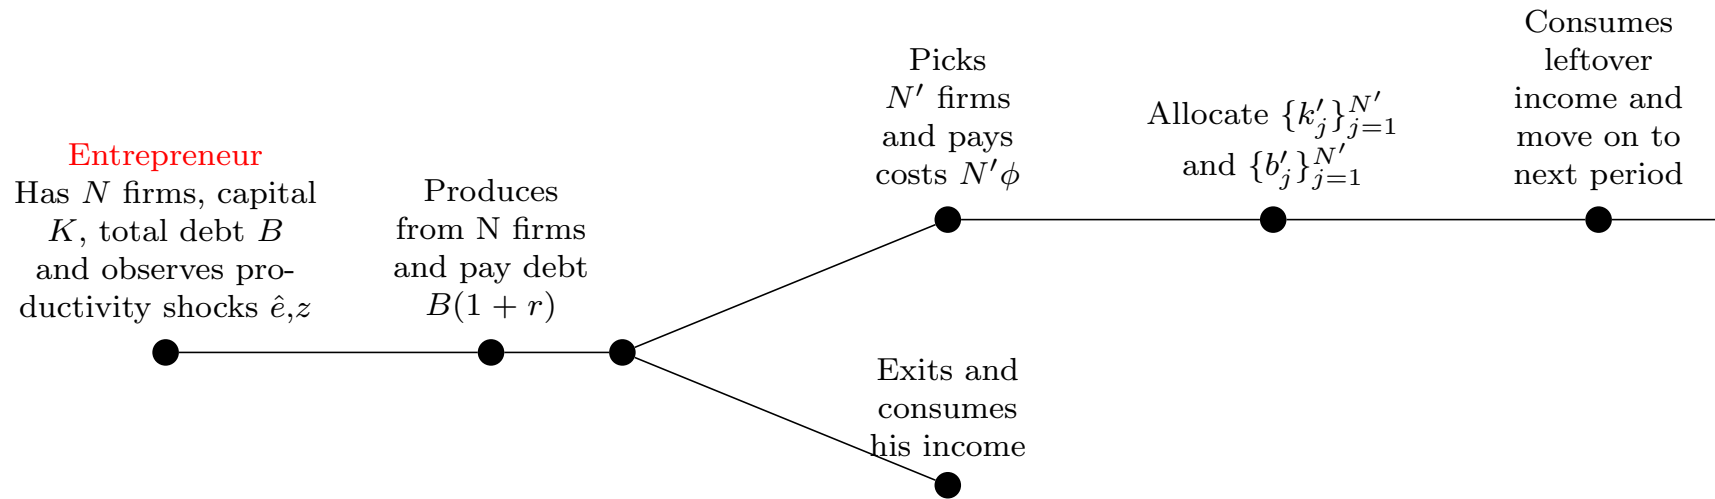 Entrepreneur
Has $N$ firms, capital
$K$, total debt $B$
and observes pro-
ductivity shocks $\hat{e}$,$z$
Produces
from N firms
and pay debt
$B(1+r)$
Picks
$N'$ firms
and pays
costs $N'\phi$
Allocate $\{k'_j\}_{j=1}^{N'}$
and $\{b'_j\}_{j=1}^{N'}$
Consumes
leftover
income and
move on to
next period
Exits and
consumes
his income